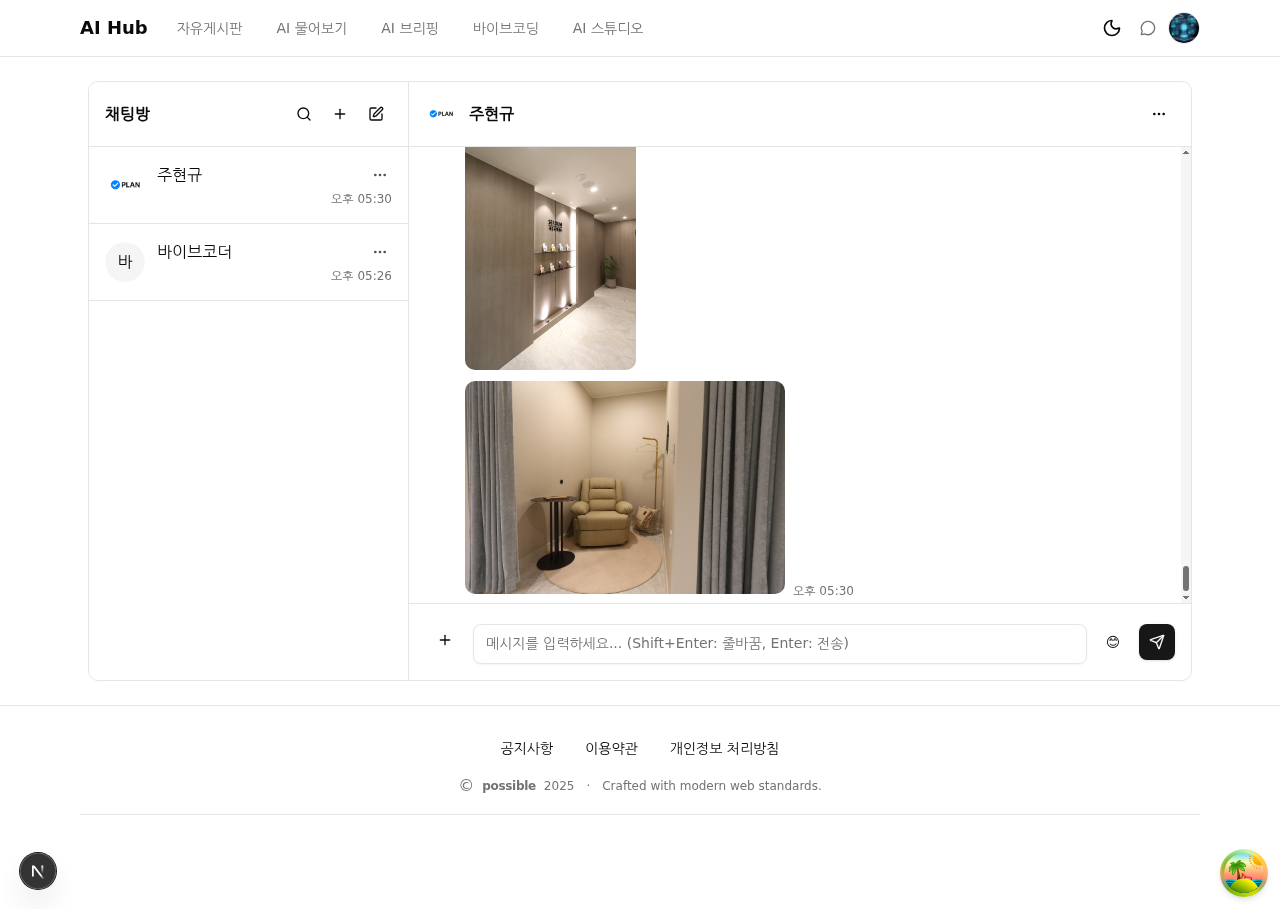 AI Hub
자유게시판
AI 물어보기
AI 브리핑
바이브코딩
AI 스튜디오
채팅방
PLAN
주현규
PLAN
주현규
오후 05:30
바
바이브코더
오후 05:26
오후 05:30
메시지를 입력하세요... (Shift+Enter: 줄바꿈, Enter: 전송)
공지사항
이용약관
개인정보 처리방침
© possible 2025 · Crafted with modern web standards.
N